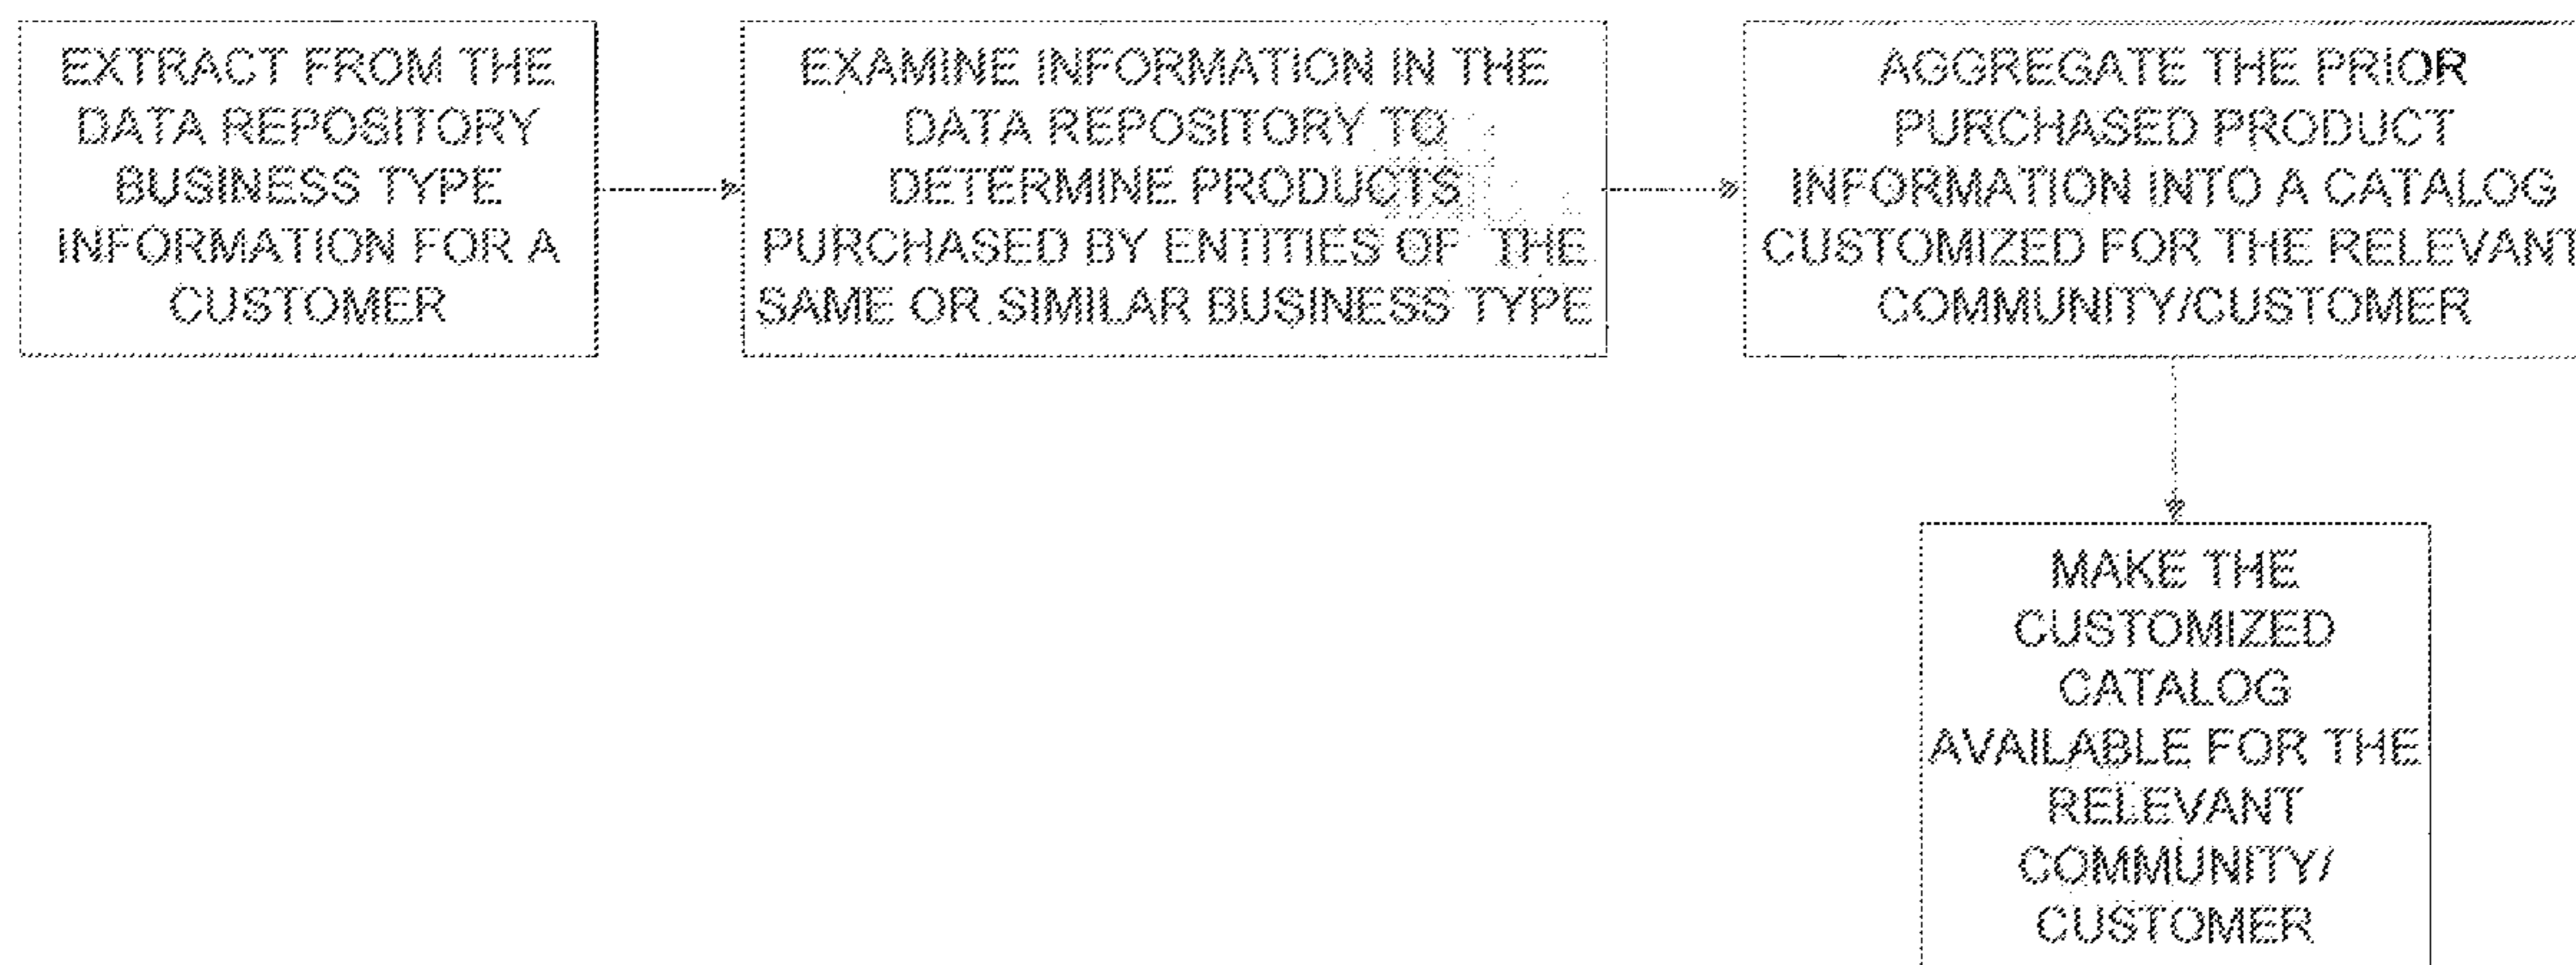 EXTRACT FROM THE
DATA REPOSITORY
BUSINESS TYPE
INFORMATION FOR A
CUSTOMER
EXAMINE INFORMATION IN THE
DATA REPOSITORY TO
DETERMINE PRODUCTS
PURCHASED BY ENTITIES OF THE
SAME OR SIMILAR BUSINESS TYPE
AGGREGATE THE PRIOR
PURCHASED PRODUCT
INFORMATION INTO A CATALOG
CUSTOMIZED FOR THE RELEVANT
COMMUNITY/CUSTOMER
MAKE THE
CUSTOMIZED
CATALOG
AVAILABLE FOR THE
RELEVANT
COMMUNITY/
CUSTOMER